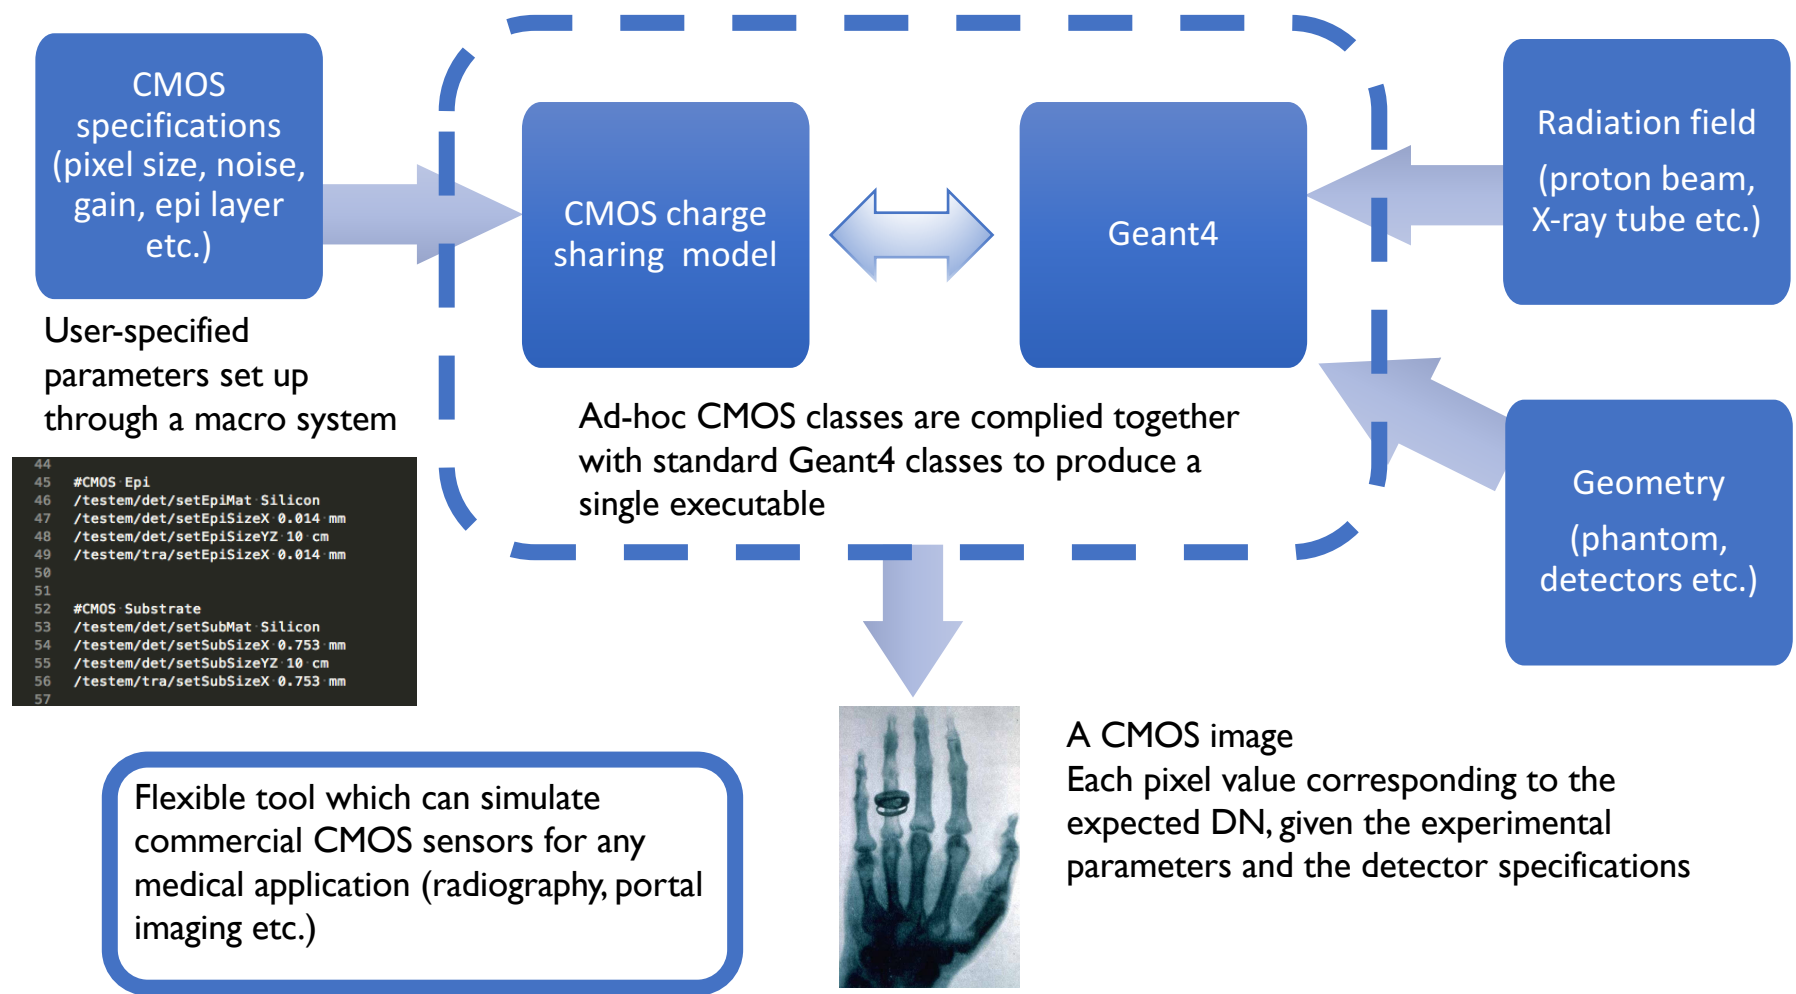 CMOS
specifications
(pixel size, noise,
gain, epi layer
etc.)
CMOS charge
sharing model
Geant4
Radiation field
(proton beam,
X-ray tube etc.)
User-specified
parameters set up
through a macro system
Ad-hoc CMOS classes are complied together
with standard Geant4 classes to produce a
single executable
Geometry
(phantom,
detectors etc.)
44
45 #CMOS Epi
46 /testem/det/setEpiMat Silicon
47 /testem/det/setEpiSizeX 0.014 mm
48 /testem/det/setEpiSizeYZ 10 cm
49 /testem/tra/setEpiSizeX 0.014 mm
50
51
52 #CMOS Substrate
53 /testem/det/setSubMat Silicon
54 /testem/det/setSubSizeX 0.753 mm
55 /testem/det/setSubSizeYZ 10 cm
56 /testem/tra/setSubSizeX 0.753 mm
57
A CMOS image
Each pixel value corresponding to the
expected DN, given the experimental
parameters and the detector specifications
Flexible tool which can simulate
commercial CMOS sensors for any
medical application (radiography, portal
imaging etc.)